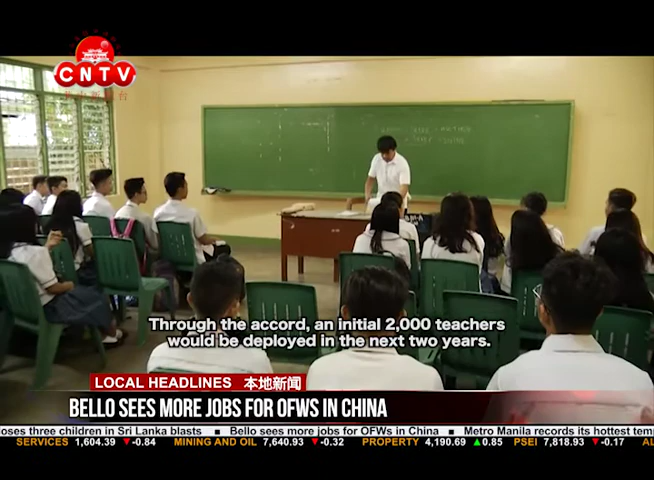 CNTV
Through the accord, an initial 2,000 teachers
would be deployed in the next two years.
LOCAL HEADLINES 本地新闻
BELLO SEES MORE JOBS FOR OFWS IN CHINA
loses three children in Sri Lanka blasts ■ Bello sees more jobs for OFWs in China ■ Metro Manila records its hottest temp
SERVICES 1,604.39 ▼-0.84 MINING AND OIL 7,640.93 ▼-0.32 PROPERTY 4,190.69 ▲0.85 PSEI 7,818.93 ▼-0.17 AL